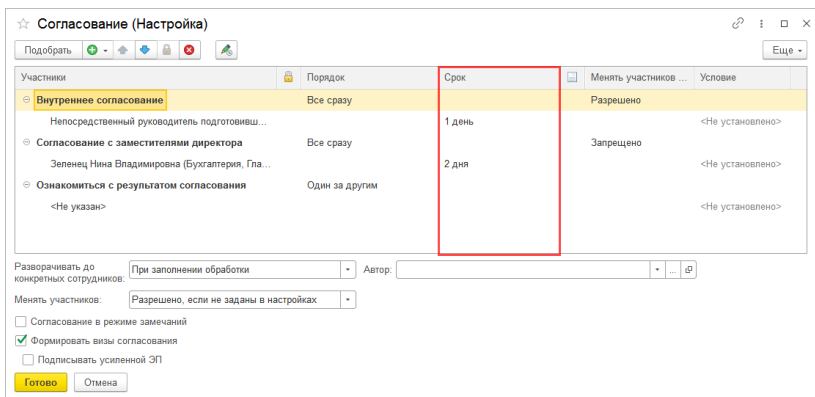 Согласование (Настройка)
Подобрать Еще
Участники Порядок Срок Менять участников ... Условие
Внутреннее согласование Все сразу Разрешено
Непосредственный руководитель подготовивш... 1 день <Не установлено>
Согласование с заместителями директора Все сразу Запрещено
Зеленец Нина Владимировна (Бухгалтерия, Гла... 2 дня <Не установлено>
Ознакомиться с результатом согласования Один за другим
<Не указан> <Не установлено>
Разворачивать до
конкретных сотрудников: При заполнении обработки Автор: ...
Менять участников: Разрешено, если не заданы в настройках
Согласование в режиме замечаний
Формировать визы согласования
Подписывать усиленной ЭП
Готово Отмена